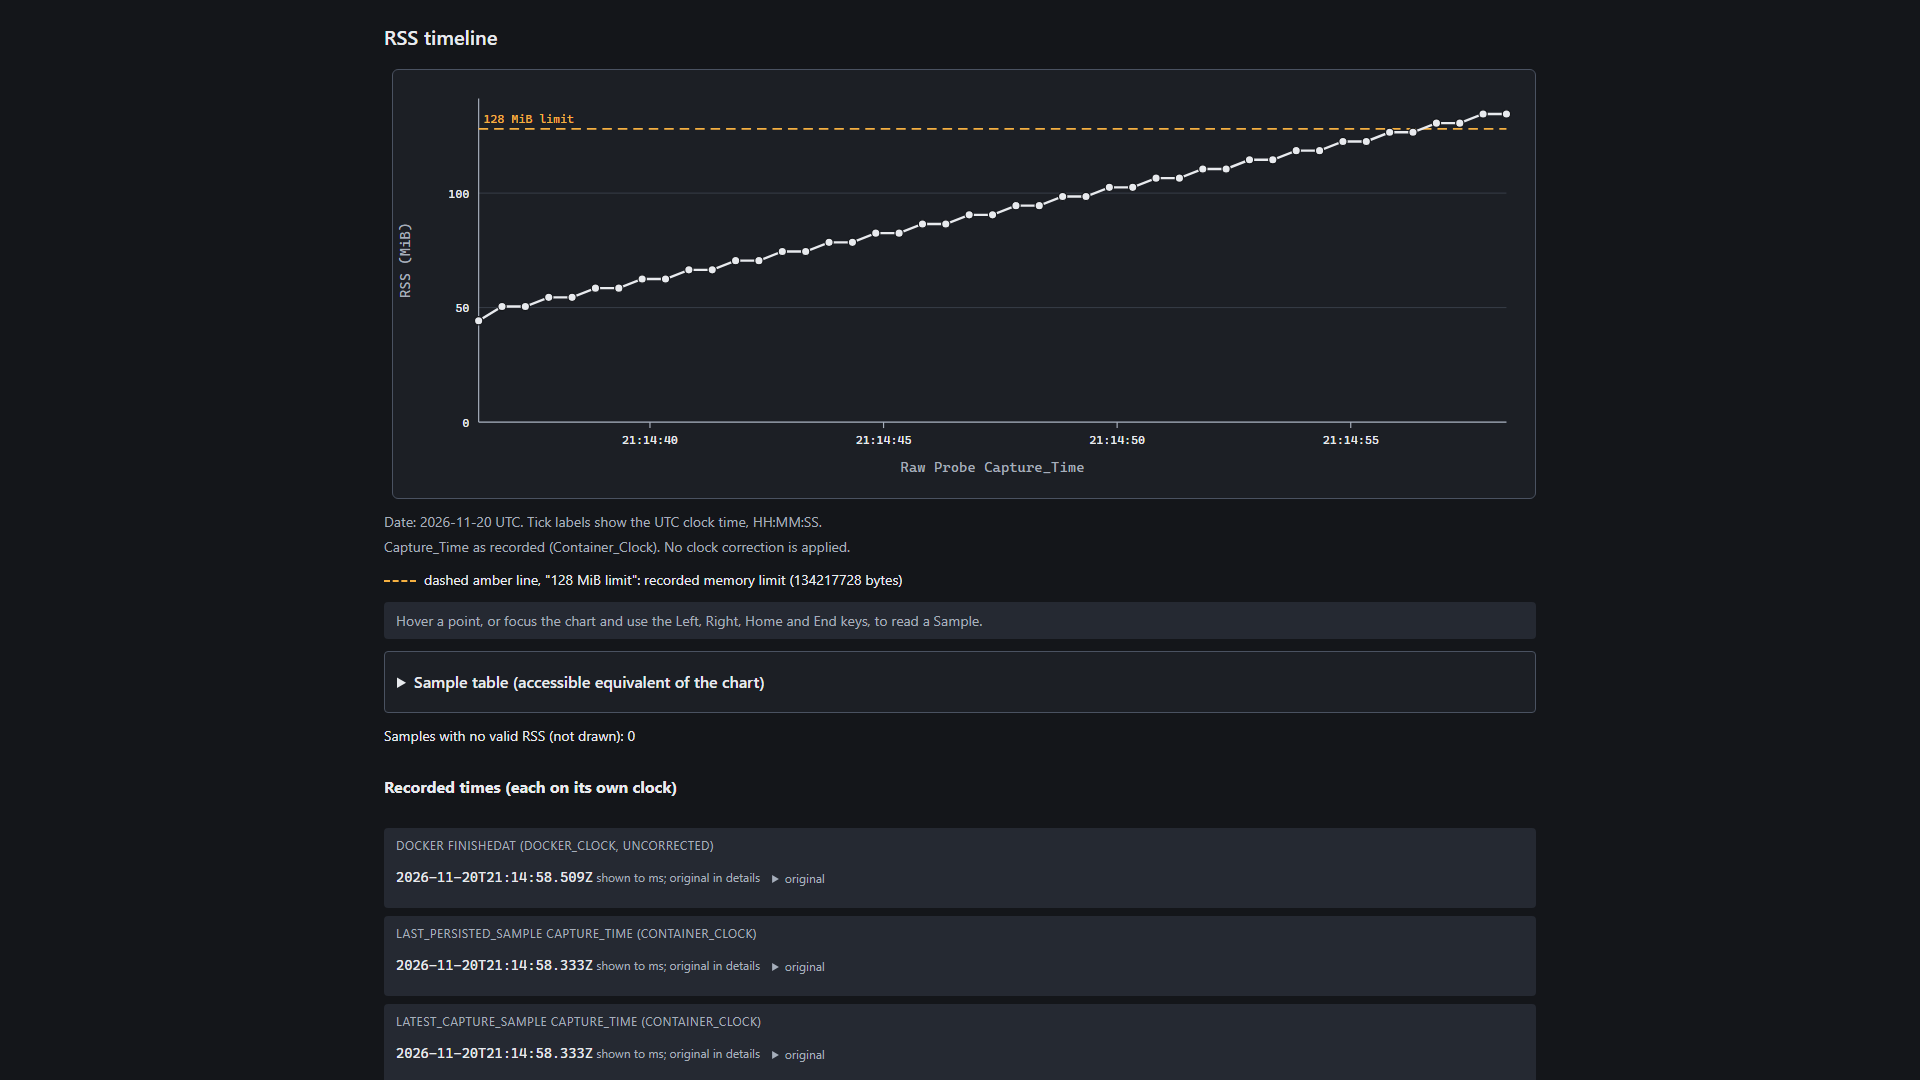 RSS timeline
128 MiB limit
100
50
0
RSS (MiB)
21:14:40 21:14:45 21:14:50 21:14:55
Raw Probe Capture_Time
Date: 2026-11-20 UTC. Tick labels show the UTC clock time, HH:MM:SS.
Capture_Time as recorded (Container_Clock). No clock correction is applied.
dashed amber line, "128 MiB limit": recorded memory limit (134217728 bytes)
Hover a point, or focus the chart and use the Left, Right, Home and End keys, to read a Sample.
Sample table (accessible equivalent of the chart)
Samples with no valid RSS (not drawn): 0
Recorded times (each on its own clock)
DOCKER FINISHEDAT (DOCKER_CLOCK, UNCORRECTED)
2026-11-20T21:14:58.509Z shown to ms; original in details ▶ original
LAST_PERSISTED_SAMPLE CAPTURE_TIME (CONTAINER_CLOCK)
2026-11-20T21:14:58.333Z shown to ms; original in details ▶ original
LATEST_CAPTURE_SAMPLE CAPTURE_TIME (CONTAINER_CLOCK)
2026-11-20T21:14:58.333Z shown to ms; original in details ▶ original